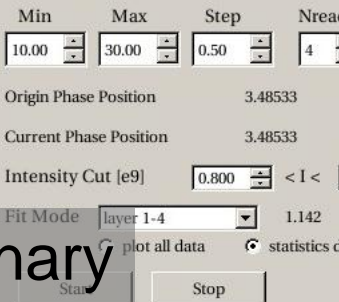 Min Max Step
10.00 30.00 0.50 4
Origin Phase Position 3.48533
Current Phase Position 3.48533
Intensity Cut [e9] 0.800 < I <
Fit Mode layer 1-4 1.142
plot all data statistics
Start Stop